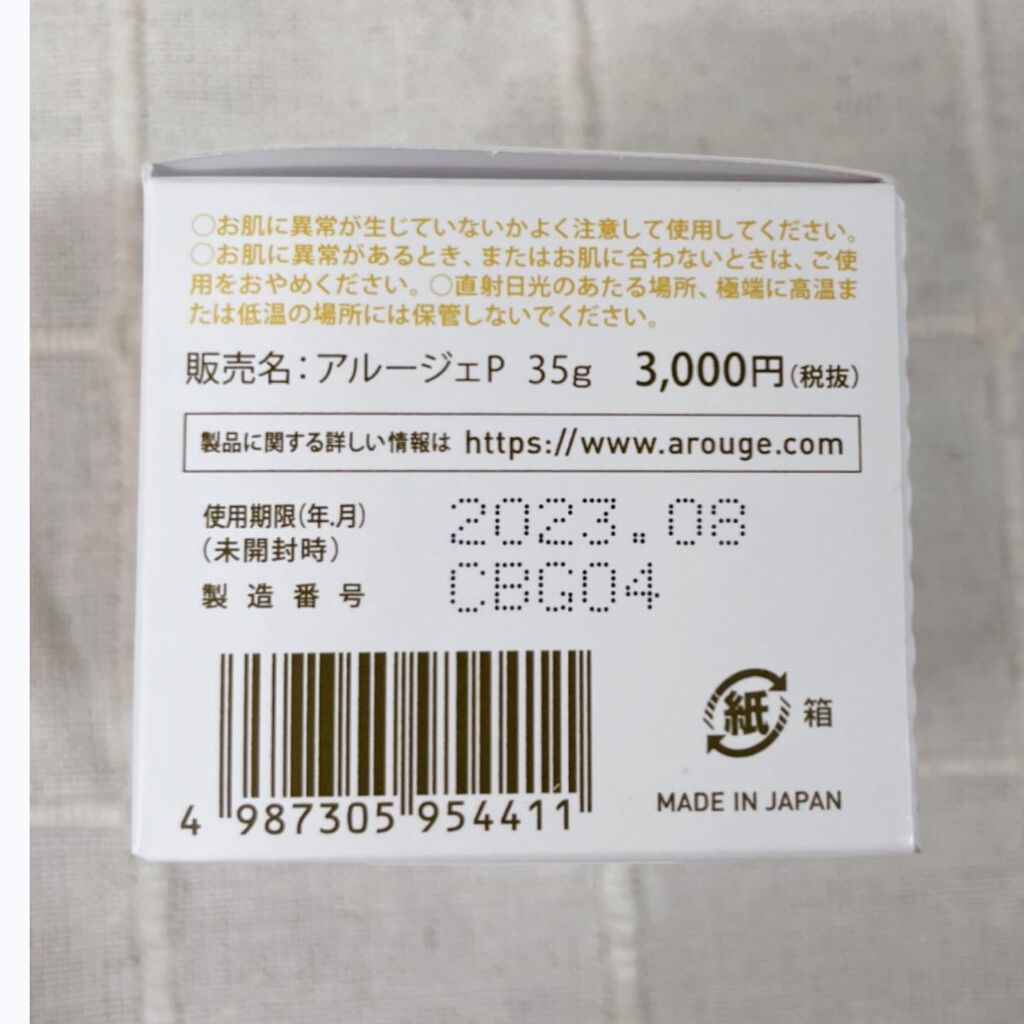 ○お肌に異常が生じていないかよく注意して使用してください。
○お肌に異常があるとき、またはお肌に合わないときは、ご使
用をおやめください。○直射日光のあたる場所、極端に高温ま
たは低温の場所には保管しないでください。
販売名：アルージェP 35g 3,000円(税抜)
製品に関する詳しい情報は https://www.arouge.com
使用期限(年.月) 2023.08
(未開封時)
製造番号 CBG04
紙 箱
MADE IN JAPAN
4 987305 954411